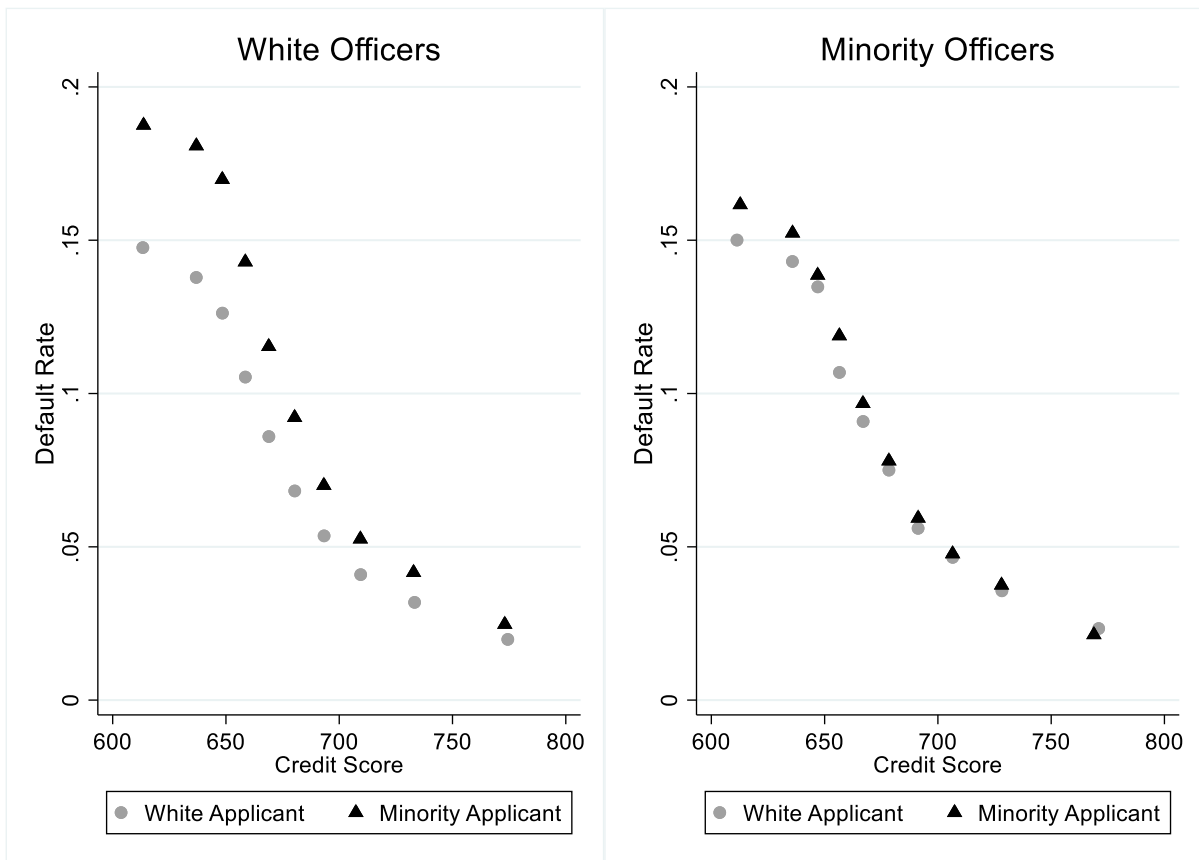 White Officers
Default Rate
.2
.15
.1
.05
0
600 650 700 750 800
Credit Score
White Applicant Minority Applicant
Minority Officers
Default Rate
.2
.15
.1
.05
0
600 650 700 750 800
Credit Score
White Applicant Minority Applicant